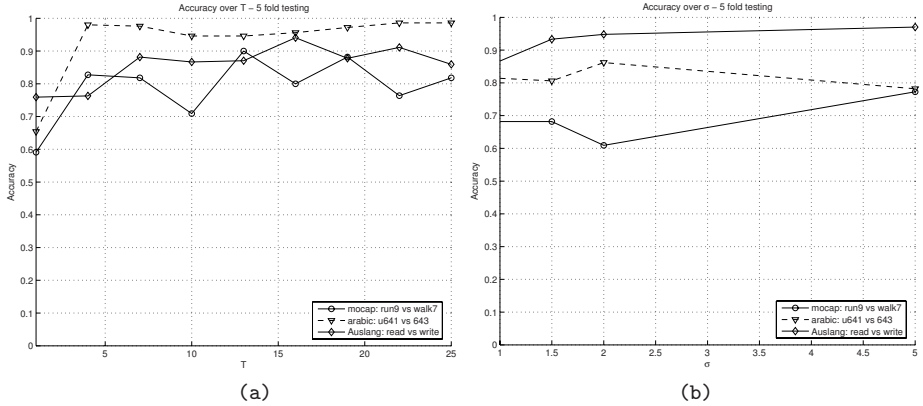 Accuracy over T − 5 fold testing
1
0.9
0.8
0.7
0.6
0.5
0.4
0.3
0.2
0.1
0
Accuracy
5
10
15
20
25
T
mocap: run9 vs walk7
arabic: u641 vs 643
Auslang: read vs write
(a)
Accuracy over σ − 5 fold testing
1
0.9
0.8
0.7
0.6
0.5
0.4
0.3
0.2
0.1
0
Accuracy
1
1.5
2
2.5
3
3.5
4
4.5
5
σ
mocap: run9 vs walk7
arabic: u641 vs 643
Auslang: read vs write
(b)